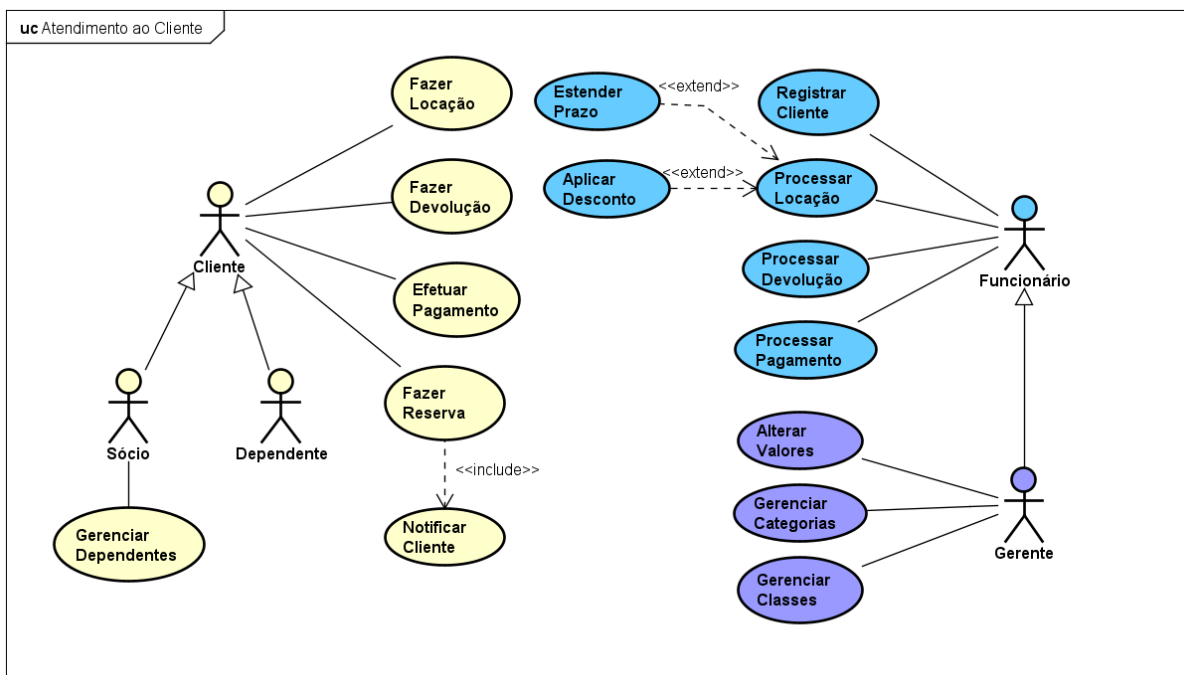 uc Atendimento ao Cliente
Fazer
Locação
Fazer
Devolução
Efetuar
Pagamento
Fazer
Reserva
<<include>>
Notificar
Cliente
Cliente
Sócio
Dependente
Gerenciar
Dependentes
Estender
Prazo
<<extend>>
Aplicar
Desconto
<<extend>>
Registrar
Cliente
Processar
Locação
Processar
Devolução
Processar
Pagamento
Funcionário
Alterar
Valores
Gerenciar
Categorias
Gerenciar
Classes
Gerente